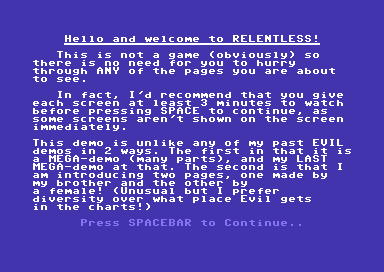 Hello and welcome to RELENTLESS!
This is not a game (obviously) so
there is no need for you to hurry
through ANY of the pages you are about
to see.
In fact, I'd recommend that you give
each screen at least 3 minutes to watch
before pressing SPACE to continue, as
some screens aren't shown on the screen
immediately.
This demo is unlike any of my past EVIL
demos in 2 ways. The first in that it is
a MEGA-demo (many parts), and my LAST
MEGA-demo at that. The second is that I
am introducing two pages, one made by
my brother and the other by
a female! (Unusual but I prefer
diversity over what place Evil gets
in the charts!)
Press SPACEBAR to Continue..